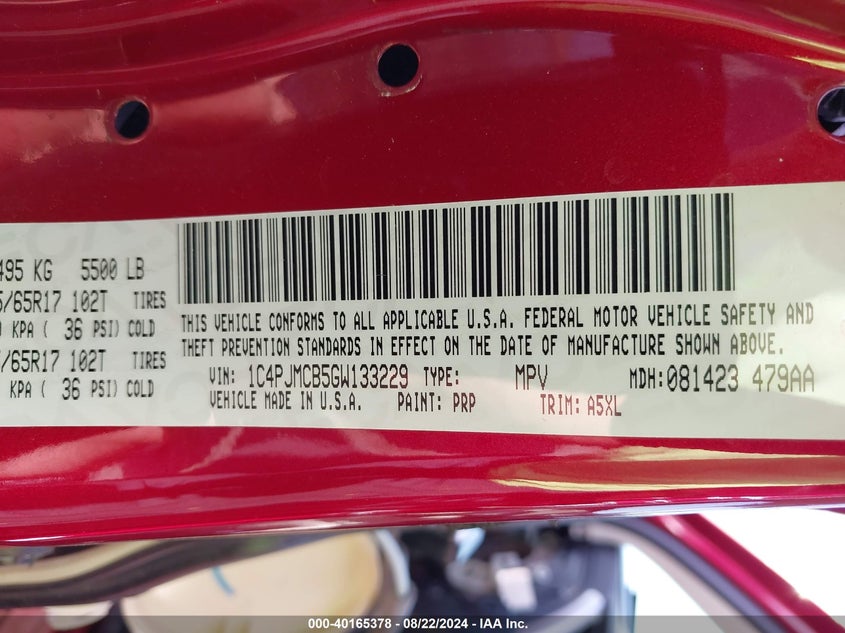 495 KG 5500 LB
/65R17 102T TIRES
KPA ( 36 PSI) COLD
/65R17 102T TIRES
KPA ( 36 PSI) COLD
THIS VEHICLE CONFORMS TO ALL APPLICABLE U.S.A. FEDERAL MOTOR VEHICLE SAFETY AND
THEFT PREVENTION STANDARDS IN EFFECT ON THE DATE OF MANUFACTURE SHOWN ABOVE.
VIN: 1C4PJMCB5GW133229 TYPE: MPV MDH:081423 479AA
VEHICLE MADE IN U.S.A. PAINT: PRP TRIM: A5XL
000-40165378 - 08/22/2024 - IAA Inc.